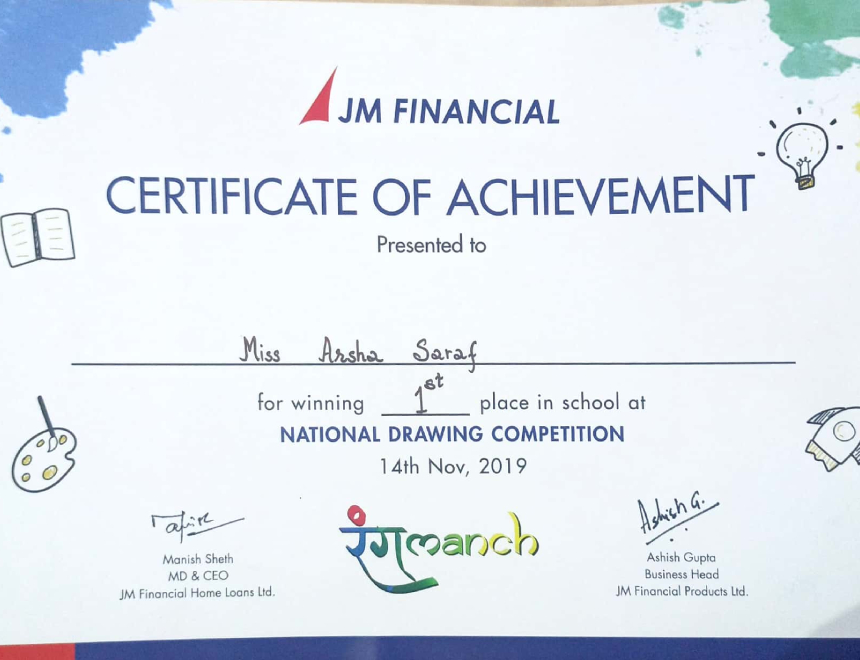 JM FINANCIAL
CERTIFICATE OF ACHIEVEMENT
Presented to
Miss Arsha Saraf
for winning 1st place in school at
NATIONAL DRAWING COMPETITION
14th Nov, 2019
Ashish G.
रंगmanch
Manish Sheth
MD & CEO
JM Financial Home Loans Ltd.
Ashish Gupta
Business Head
JM Financial Products Ltd.